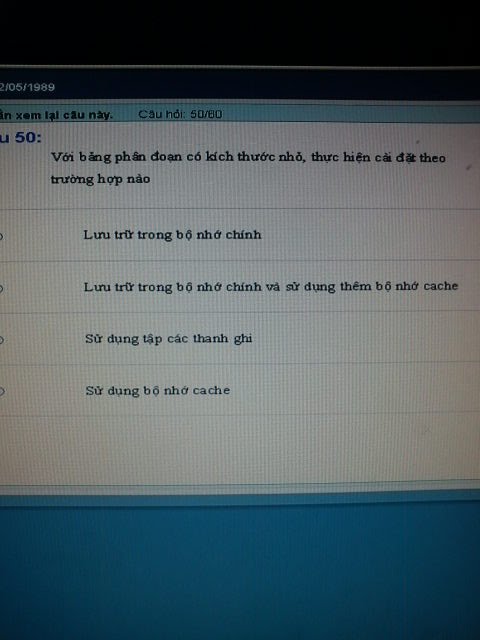 2/05/1989
ần xem lại câu này. Câu hỏi: 50/60
u 50:
Với bảng phân đoạn có kích thước nhỏ, thực hiện cài đặt theo
trường hợp nào
Lưu trữ trong bộ nhớ chính
Lưu trữ trong bộ nhớ chính và sử dụng thêm bộ nhớ cache
Sử dụng tập các thanh ghi
Sử dụng bộ nhớ cache